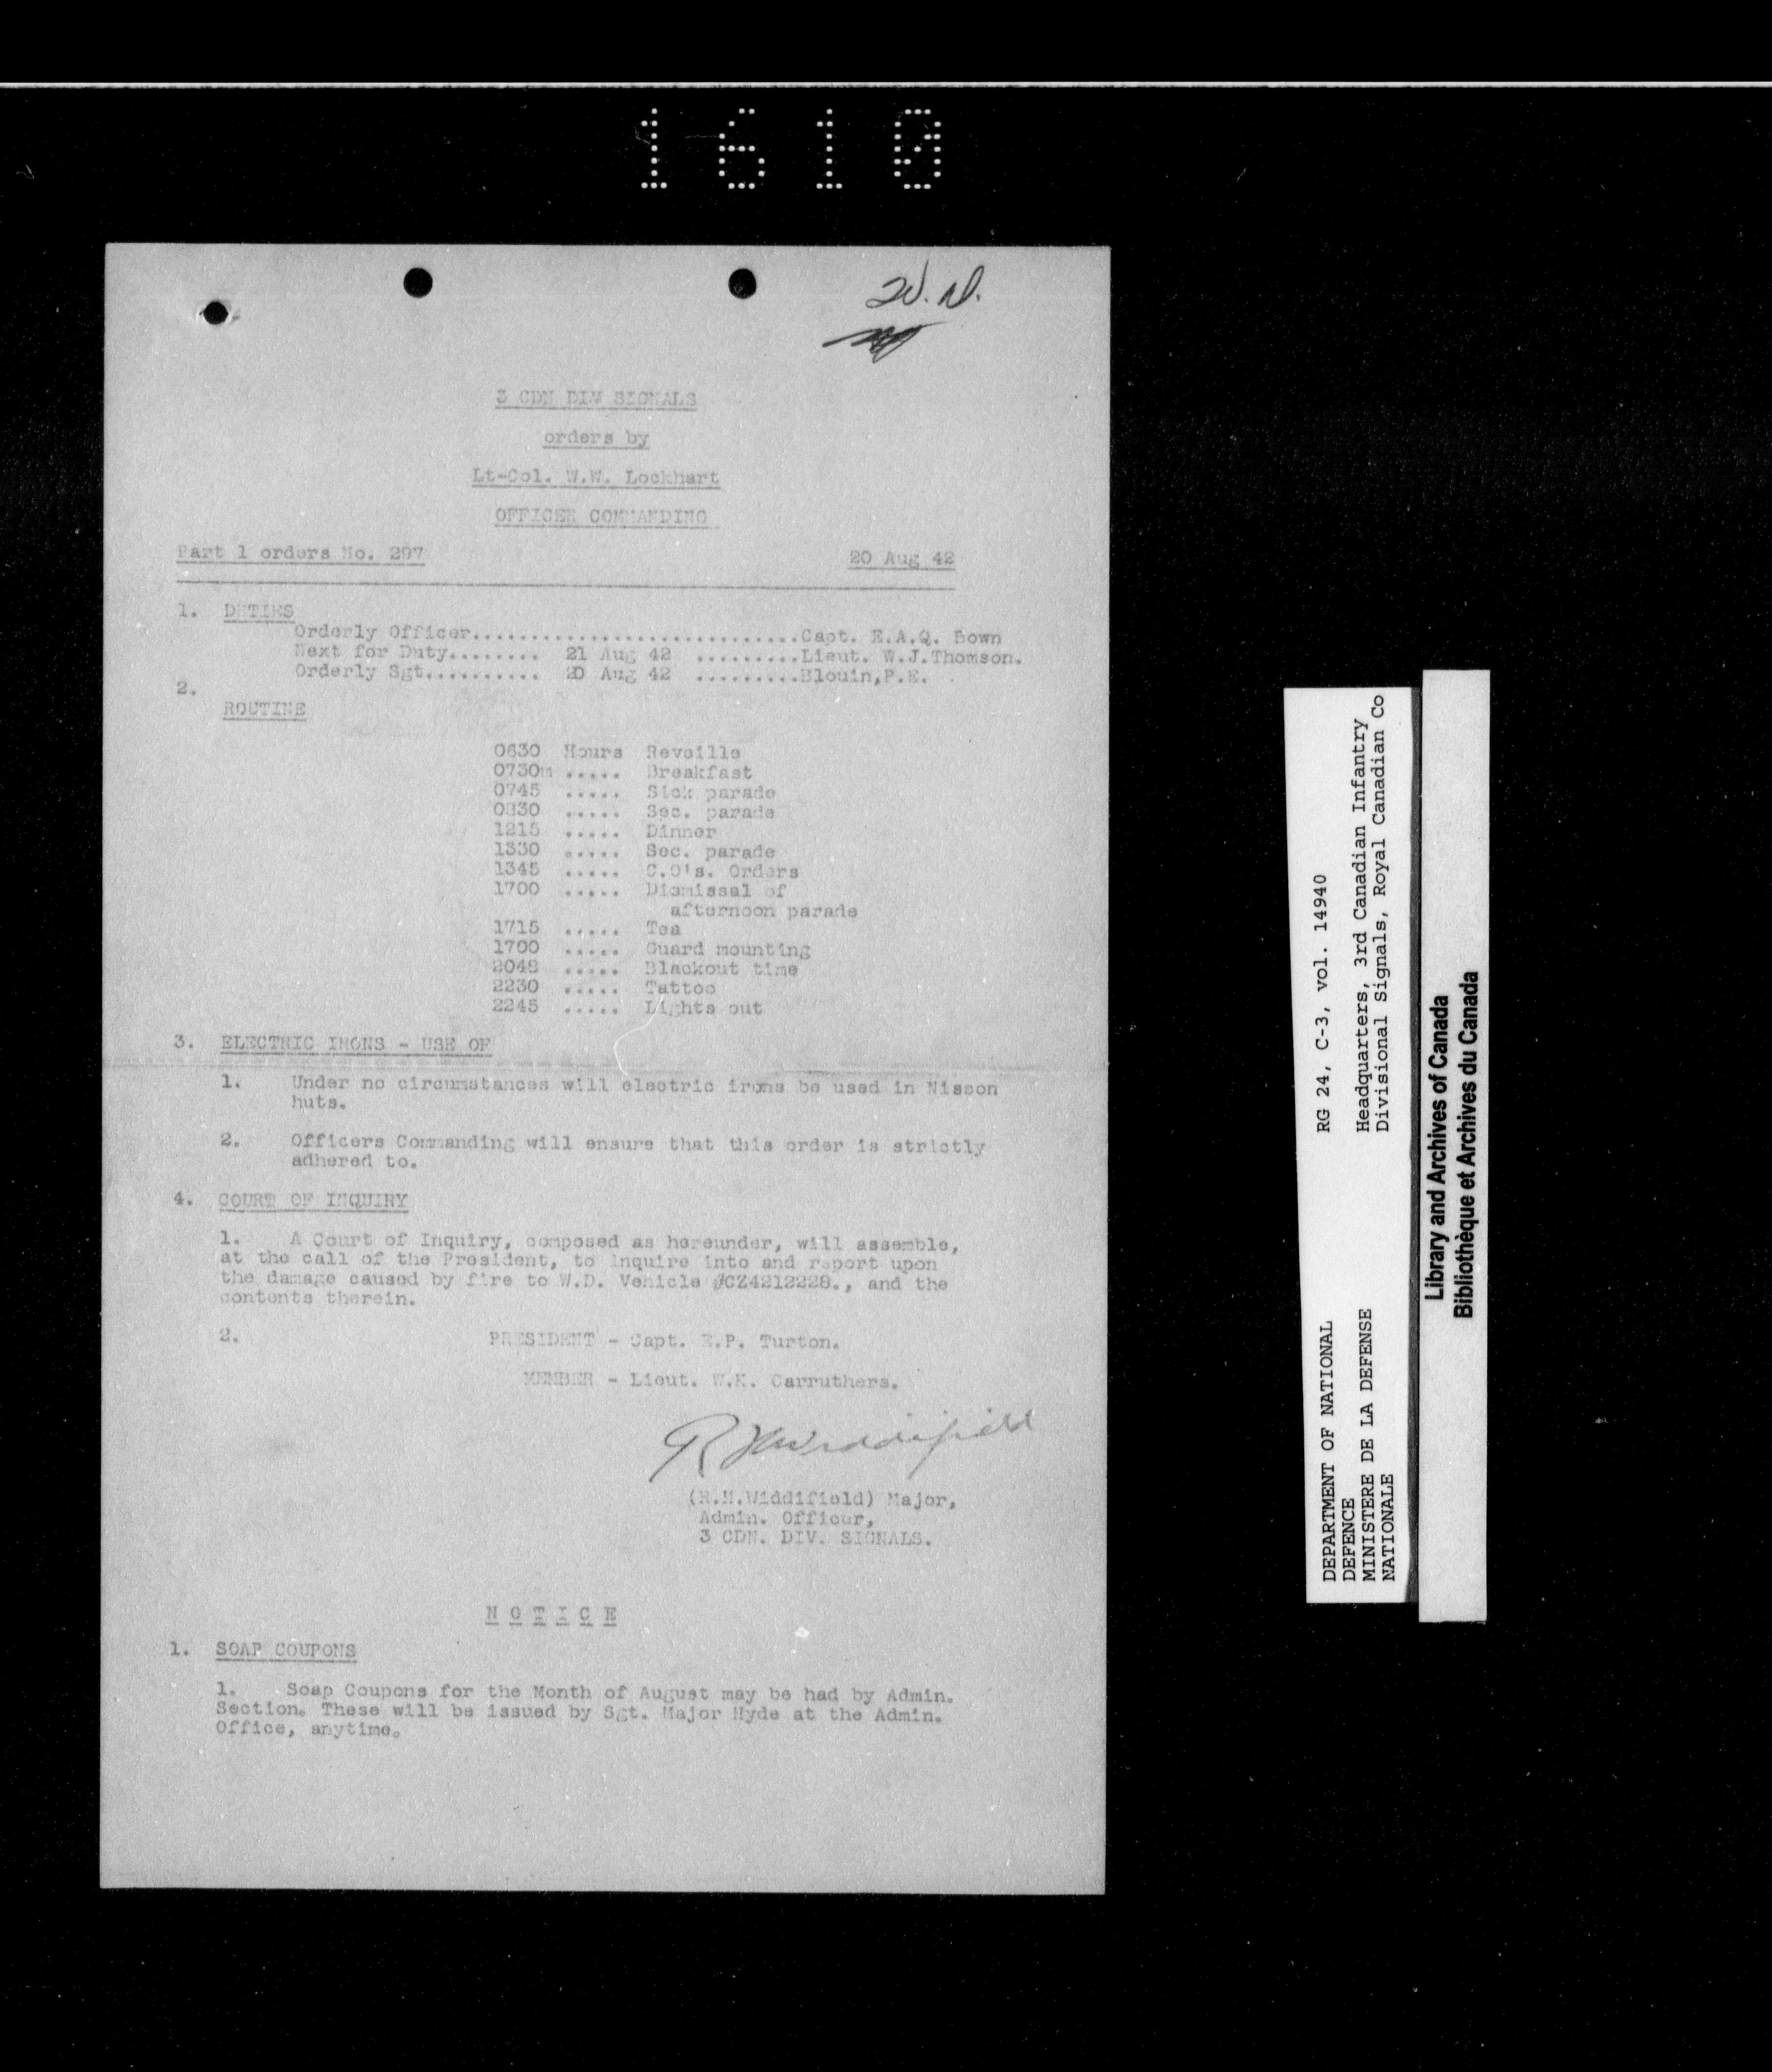 1610
W.D.
3 CDN DIV SIGNALS
orders by
Lt-Col. W.W. Lockhart
OFFICER COMMANDING
Part 1 orders No. 297 20 Aug 42
1. DUTIES
Orderly Officer............................Capt. E.A.Q. Bown
Next for Duty........ 21 Aug 42 .........Lieut. W.J.Thomson.
Orderly Sgt.......... 20 Aug 42 .........Blouin,P.E.
2.
ROUTINE
0630 Hours Reveille
0730m ..... Breakfast
0745 ..... Sick parade
0830 ..... Sec. parade
1215 ..... Dinner
1330 ..... Sec. parade
1345 ..... C.O's. Orders
1700 ..... Dismissal of
afternoon parade
1715 ..... Tea
1700 ..... Guard mounting
2048 ..... Blackout time
2230 ..... Tattoo
2245 ..... Lights out
3. ELECTRIC IRONS - USE OF
1. Under no circumstances will electric irons be used in Nisson
huts.
2. Officers Commanding will ensure that this order is strictly
adhered to.
4. COURT OF INQUIRY
1. A Court of Inquiry, composed as hereunder, will assemble,
at the call of the President, to inquire into and report upon
the damage caused by fire to W.D. Vehicle #CZ4212228., and the
contents therein.
2. PRESIDENT - Capt. E.P. Turton.
MEMBER - Lieut. W.K. Carruthers.
R H Widdifield
(R.H.Widdifield) Major,
Admin. Officer,
3 CDN. DIV. SIGNALS.
N O T I C E
1. SOAP COUPONS
1. Soap Coupons for the Month of August may be had by Admin.
Section. These will be issued by Sgt. Major Hyde at the Admin.
Office, anytime.
DEPARTMENT OF NATIONAL
DEFENCE
MINISTERE DE LA DEFENSE
NATIONALE
RG 24, C-3, vol. 14940
Headquarters, 3rd Canadian Infantry
Divisional Signals, Royal Canadian Co
Library and Archives of Canada
Bibliothèque et Archives du Canada